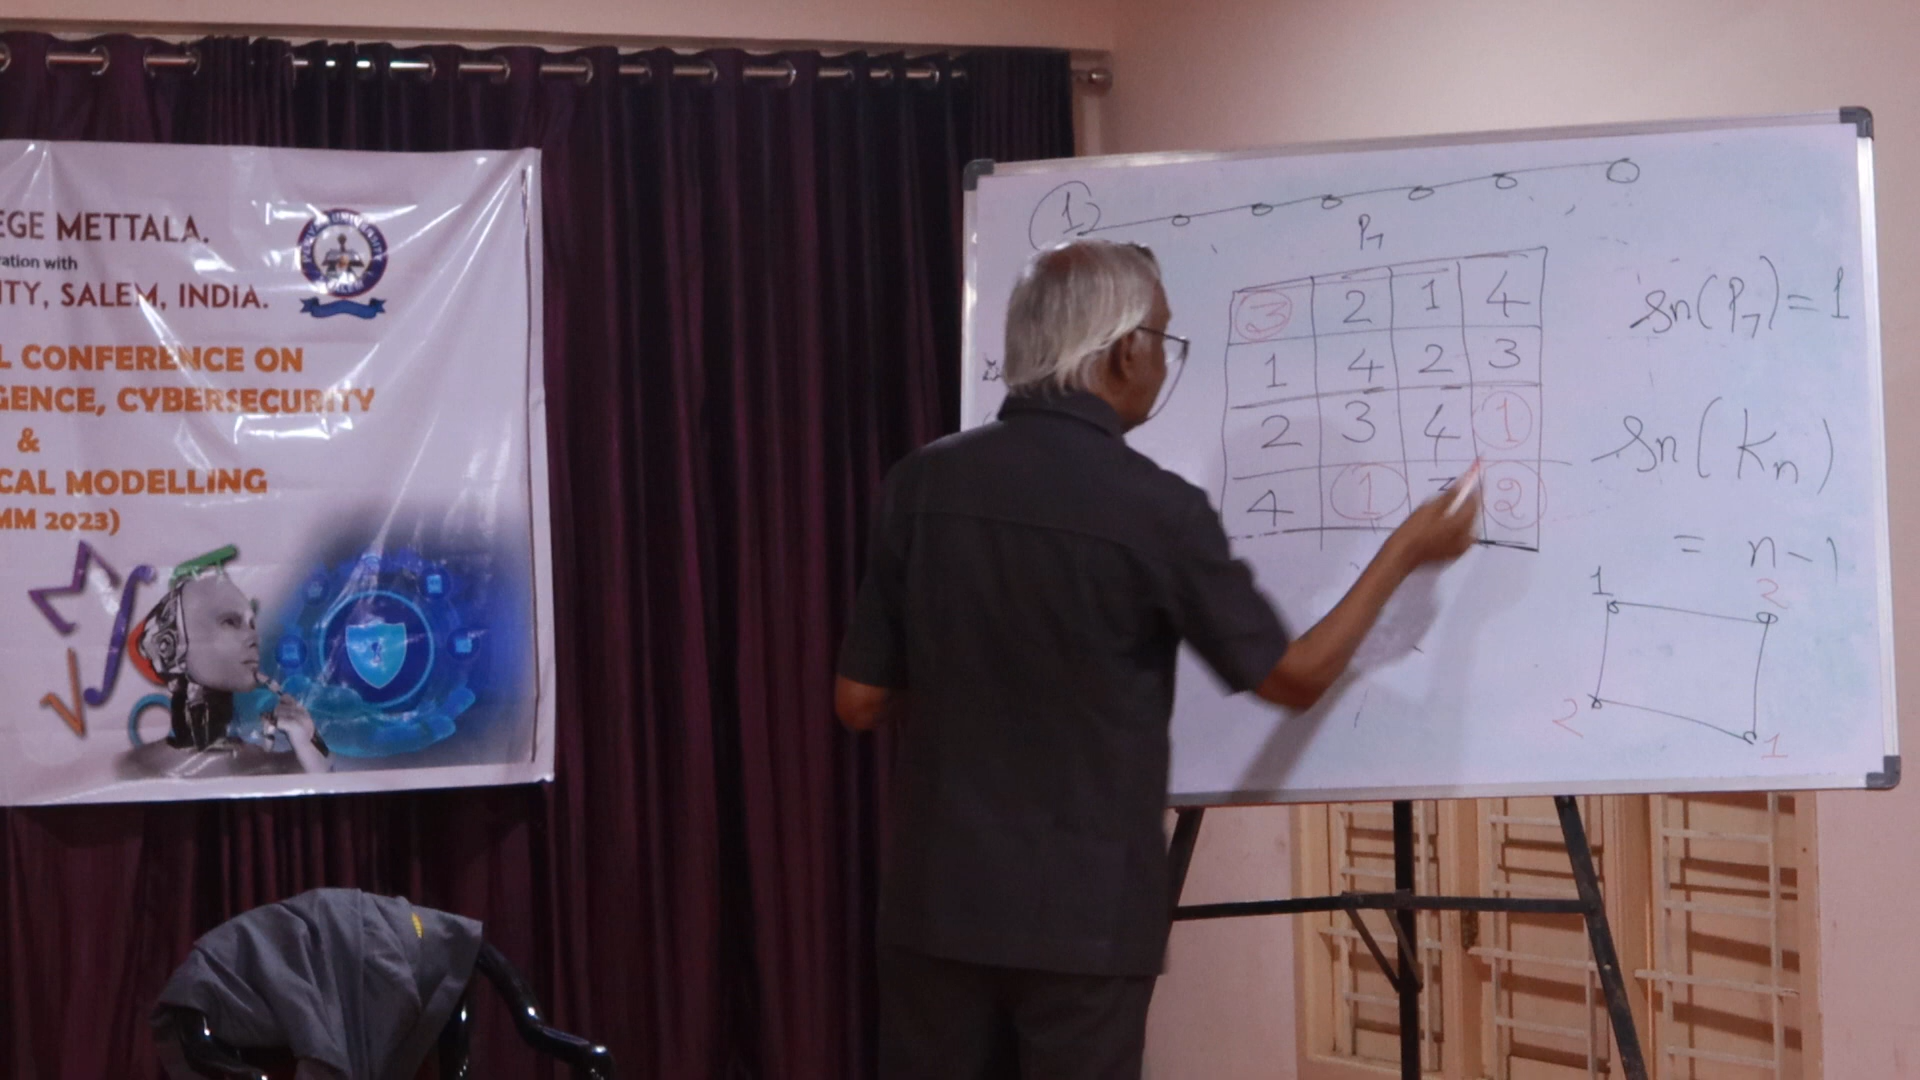 EGE METTALA.
ration with
ITY, SALEM, INDIA.
L CONFERENCE ON
GENCE, CYBERSECURITY
&
CAL MODELLING
MM 2023)
1
P7
3 2 1 4
1 4 2 3
2 3 4 1
4 1 3 2
sn(P7)=1
sn(Kn)
= n-1
1 2
2 1